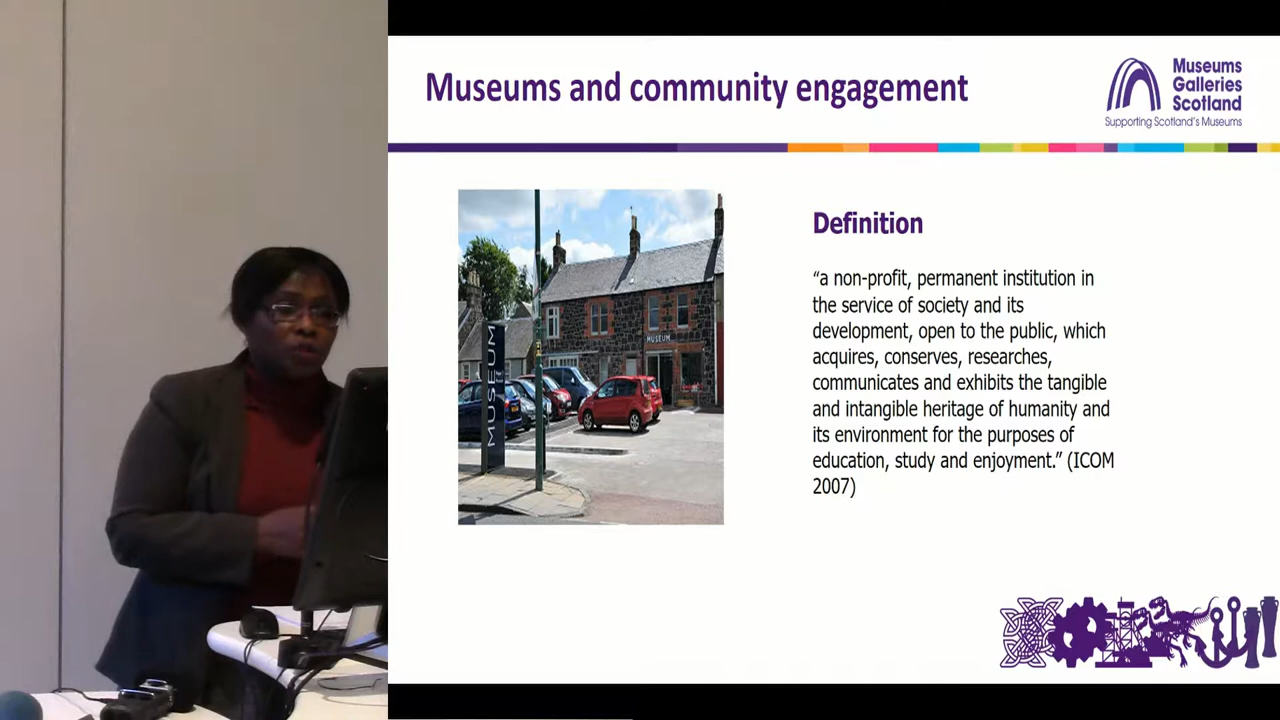 Museums and community engagement
Museums
Galleries
Scotland
Supporting Scotland's Museums
MUSEUM
MUSEUM
Definition
“a non-profit, permanent institution in
the service of society and its
development, open to the public, which
acquires, conserves, researches,
communicates and exhibits the tangible
and intangible heritage of humanity and
its environment for the purposes of
education, study and enjoyment.” (ICOM
2007)